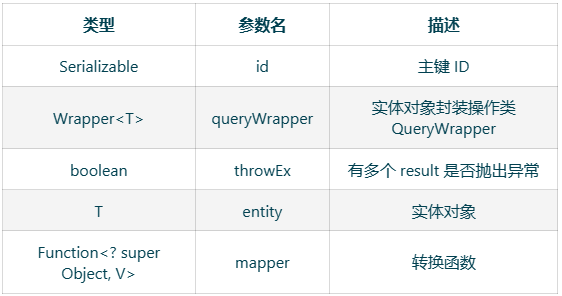 类型 参数名 描述
Serializable id 主键 ID
Wrapper<T> queryWrapper 实体对象封装操作类
QueryWrapper
boolean throwEx 有多个 result 是否抛出异常
T entity 实体对象
Function<? super
Object, V> mapper 转换函数